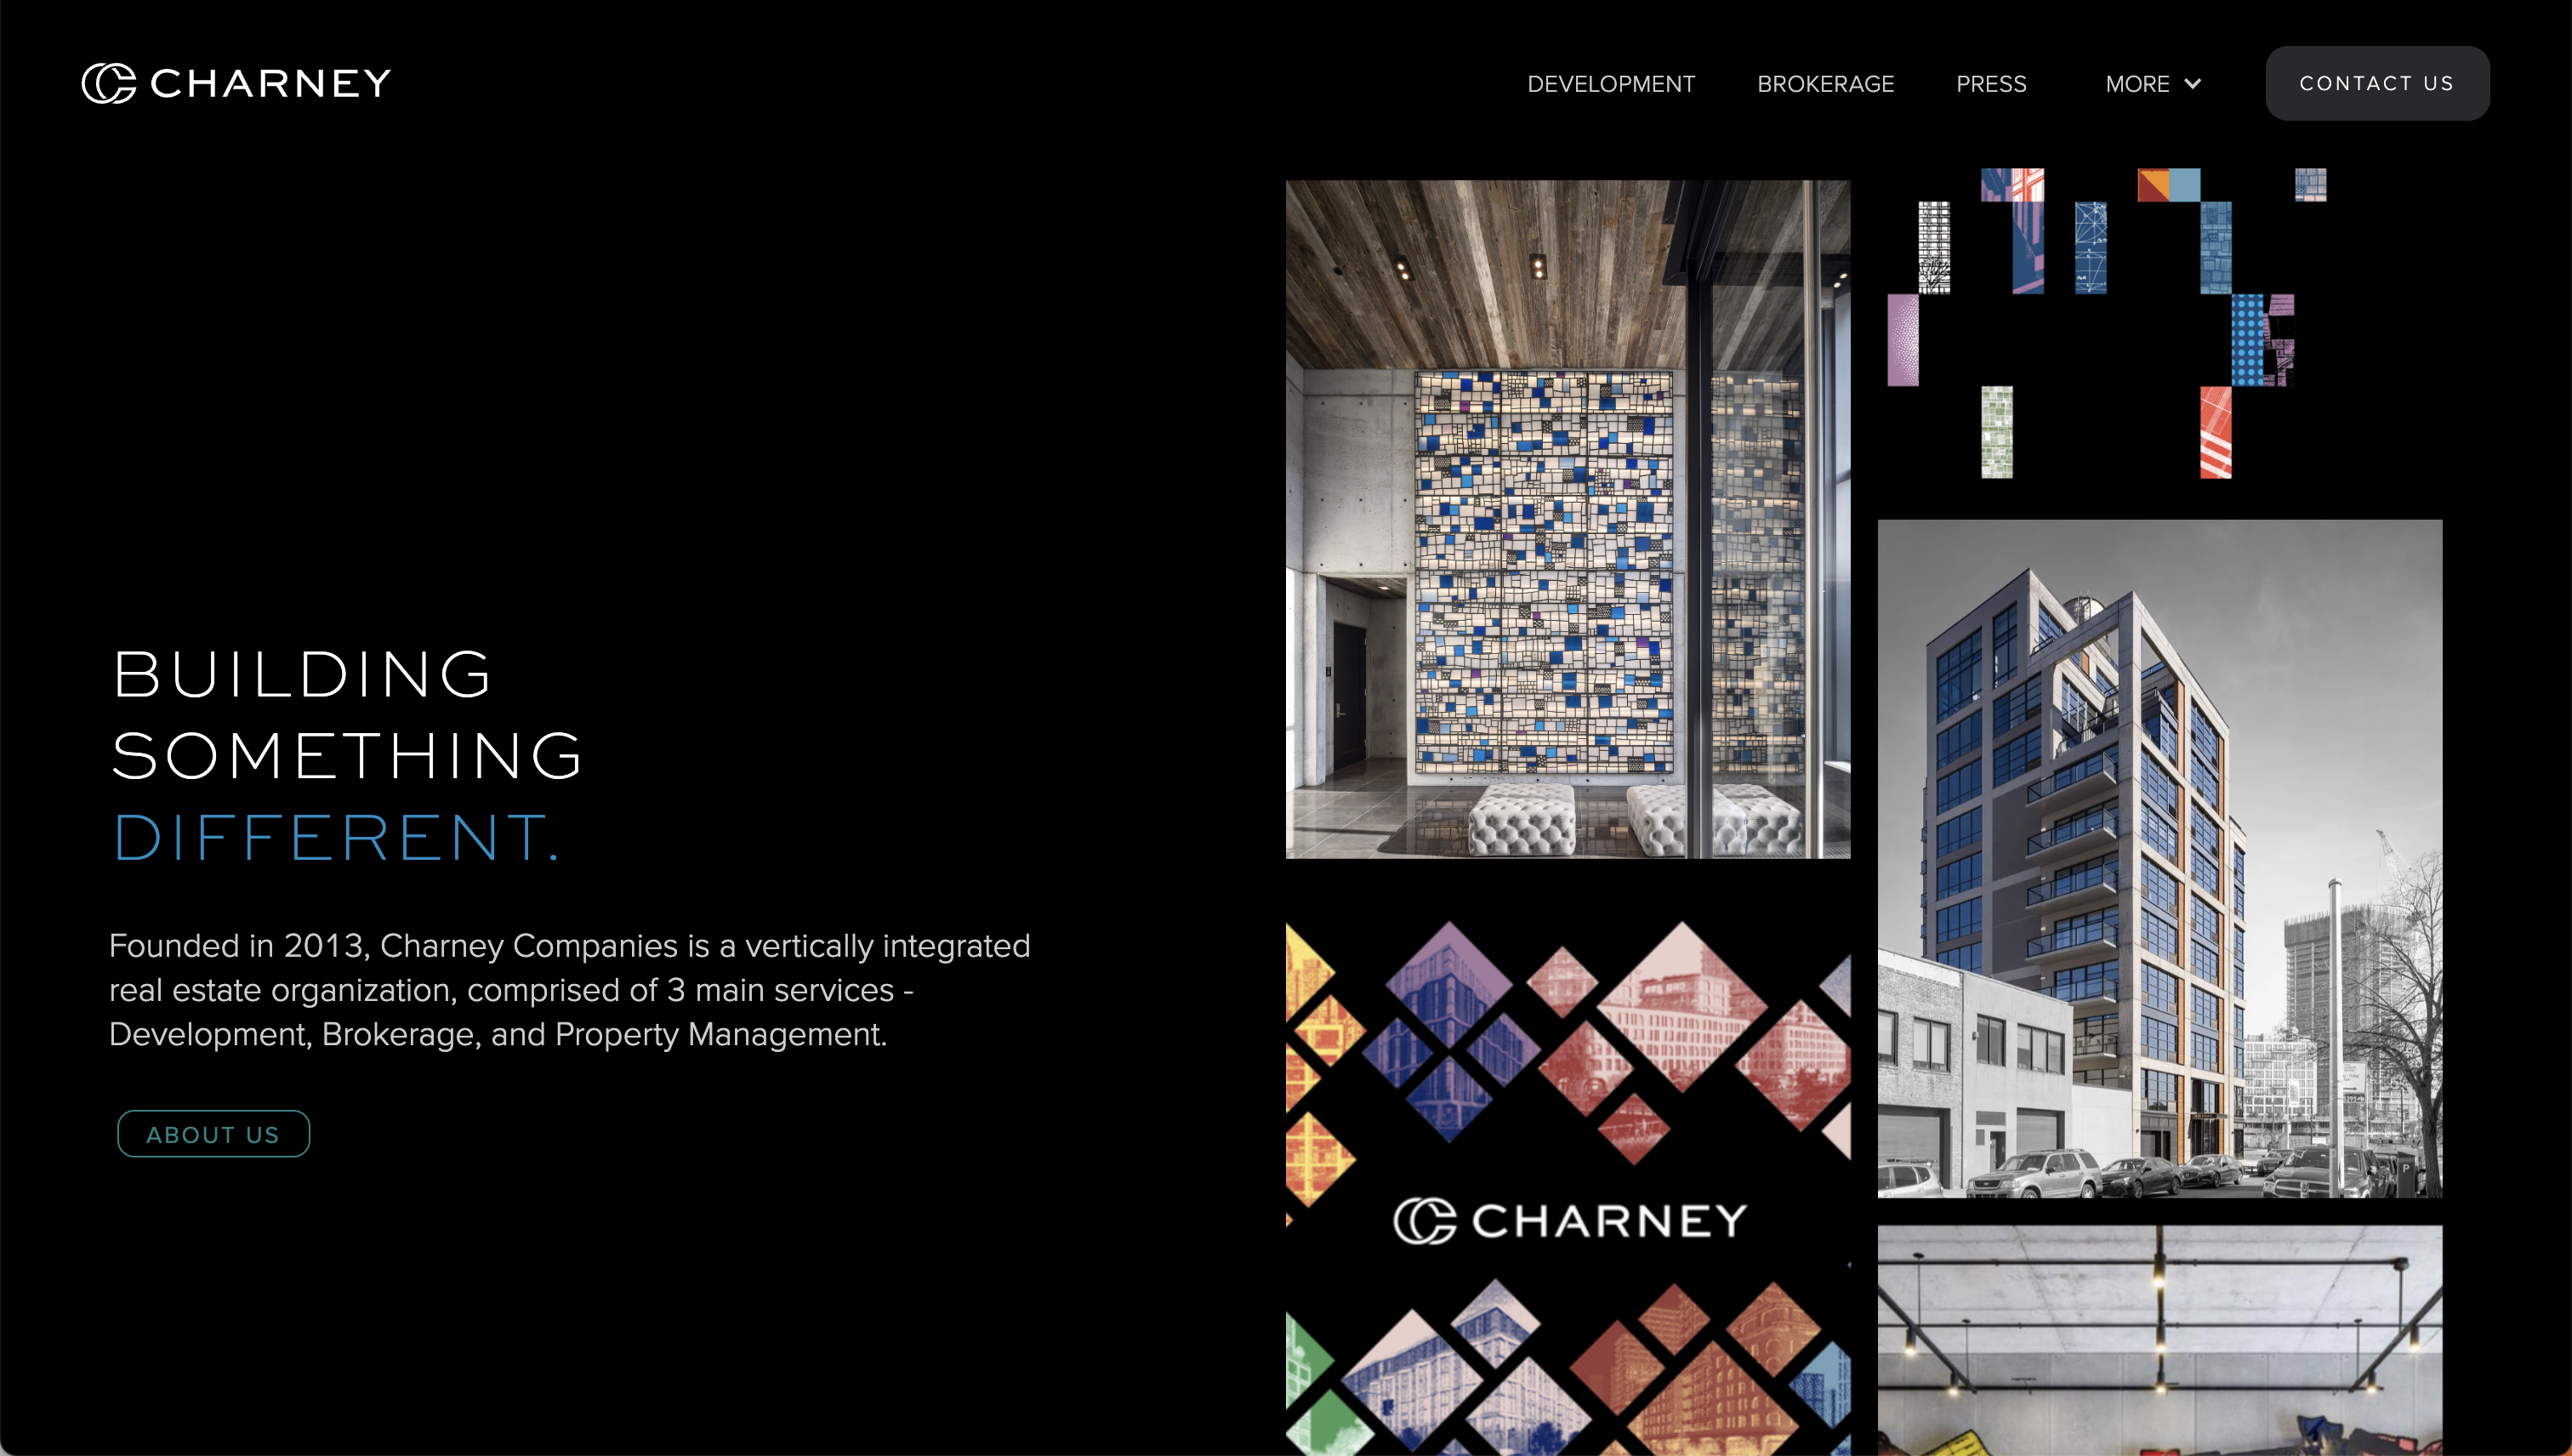 CHARNEY
DEVELOPMENT
BROKERAGE
PRESS
MORE
CONTACT US
BUILDING
SOMETHING
DIFFERENT.
Founded in 2013, Charney Companies is a vertically integrated
real estate organization, comprised of 3 main services -
Development, Brokerage, and Property Management.
ABOUT US
CHARNEY
P